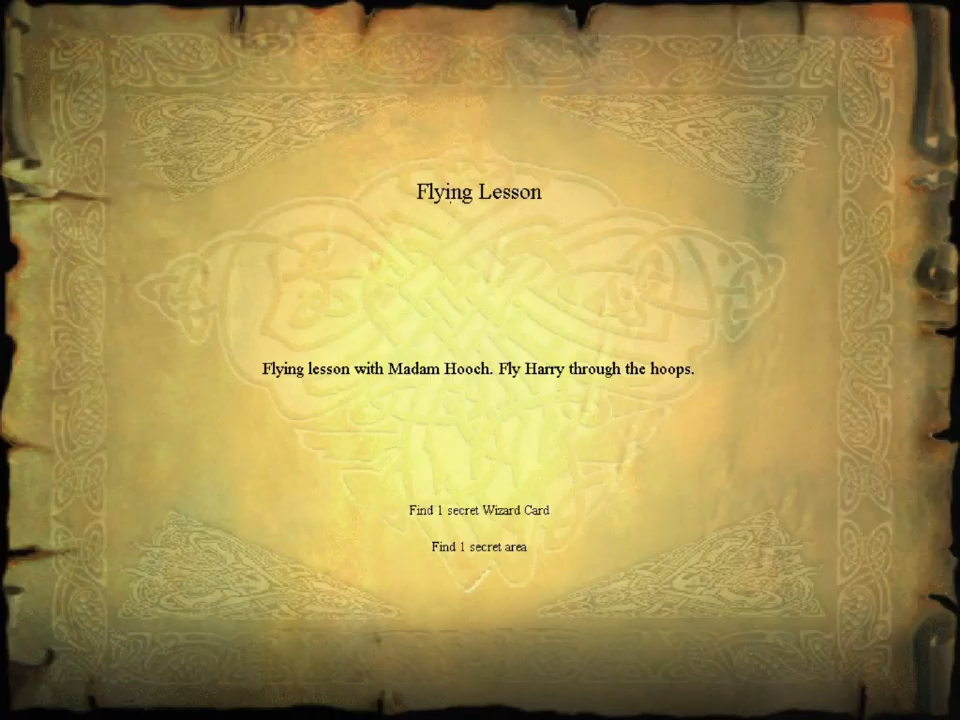 Flying Lesson
Flying lesson with Madam Hooch. Fly Harry through the hoops.
Find 1 secret Wizard Card
Find 1 secret area